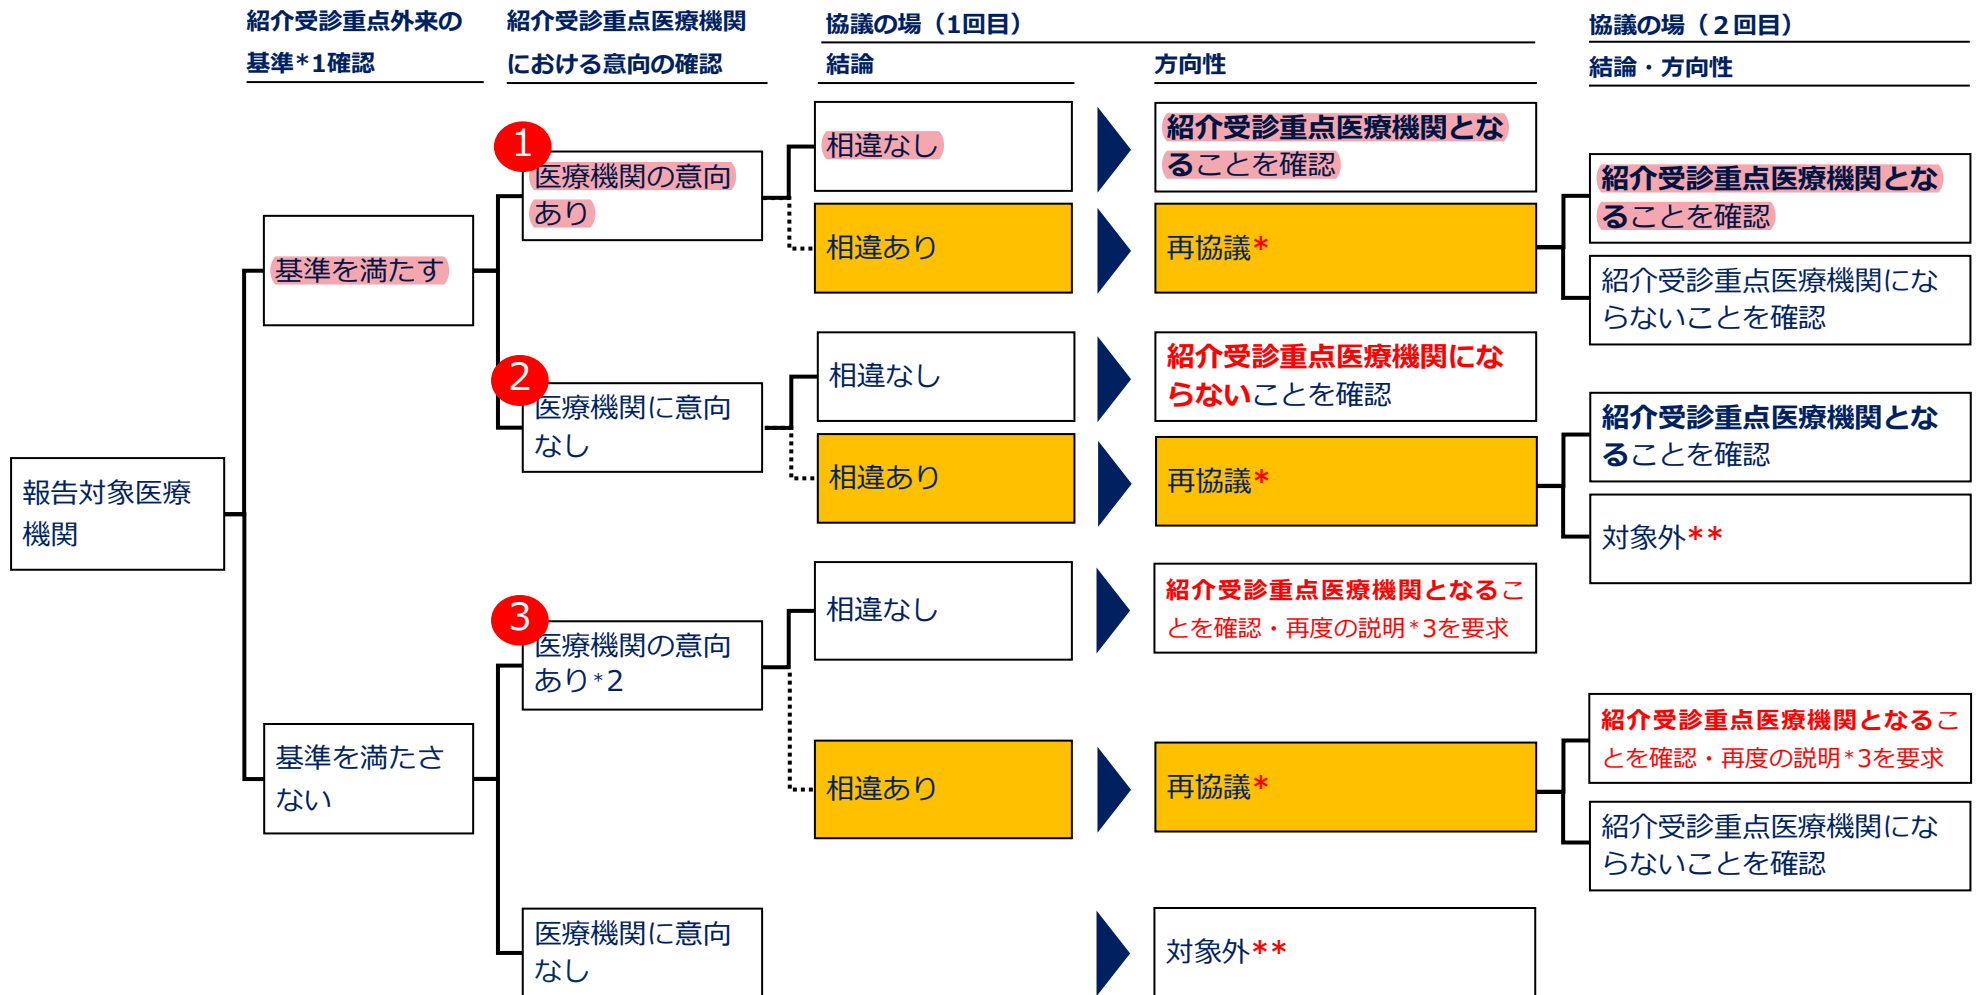 紹介受診重点外来の
基準*1確認
紹介受診重点医療機関
における意向の確認
協議の場（1回目）
結論
方向性
協議の場（２回目）
結論・方向性
報告対象医療
機関
基準を満たす
1
医療機関の意向
あり
相違なし
紹介受診重点医療機関とな
ることを確認
相違あり
再協議*
紹介受診重点医療機関とな
ることを確認
紹介受診重点医療機関にな
らないことを確認
2
医療機関に意向
なし
相違なし
紹介受診重点医療機関にな
らないことを確認
相違あり
再協議*
紹介受診重点医療機関とな
ることを確認
対象外**
基準を満たさ
ない
3
医療機関の意向
あり*2
相違なし
紹介受診重点医療機関となるこ
とを確認・再度の説明*3を要求
相違あり
再協議*
紹介受診重点医療機関となるこ
とを確認・再度の説明*3を要求
紹介受診重点医療機関にな
らないことを確認
医療機関に意向
なし
対象外**